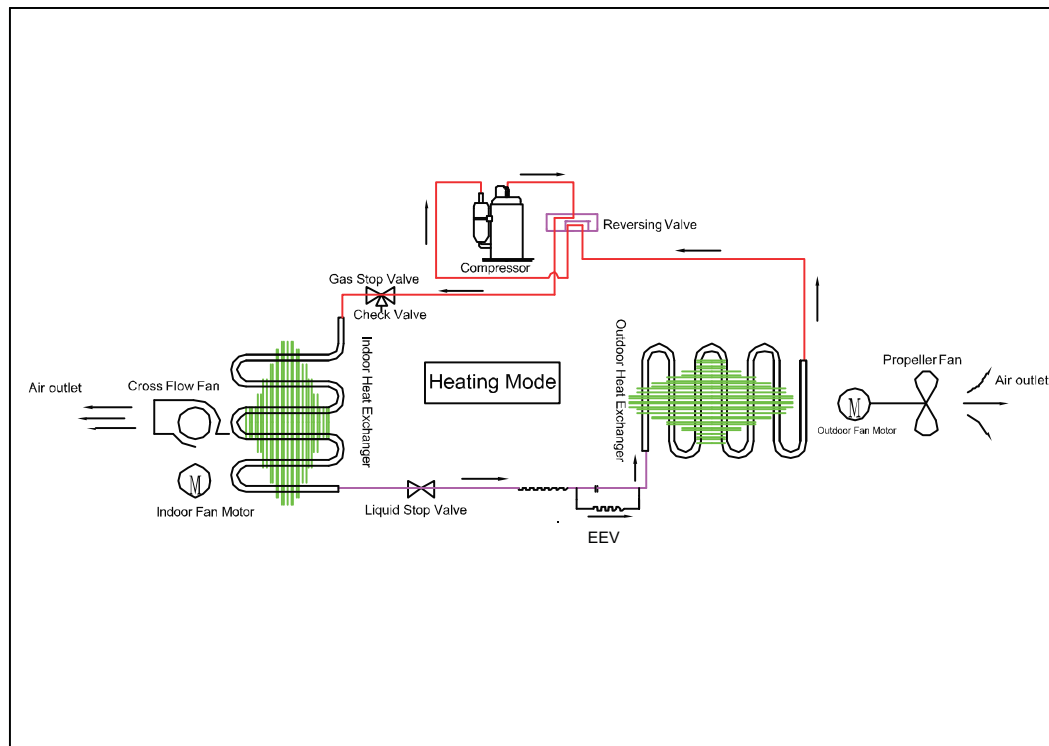 Reversing Valve
Compressor
Gas Stop Valve
Check Valve
Indoor Heat Exchanger
Outdoor Heat Exchanger
Heating Mode
Propeller Fan
Air outlet
Cross Flow Fan
Air outlet
M
Outdoor Fan Motor
M
Indoor Fan Motor
Liquid Stop Valve
EEV